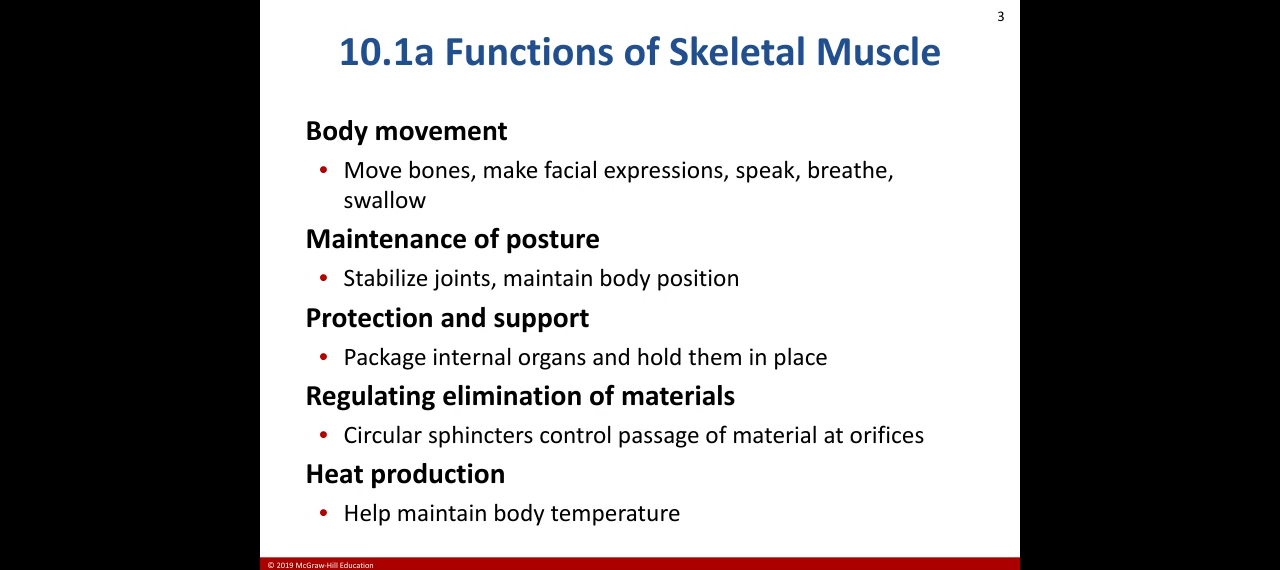 3
10.1a Functions of Skeletal Muscle
Body movement
• Move bones, make facial expressions, speak, breathe,
swallow
Maintenance of posture
• Stabilize joints, maintain body position
Protection and support
• Package internal organs and hold them in place
Regulating elimination of materials
• Circular sphincters control passage of material at orifices
Heat production
• Help maintain body temperature
© 2019 McGraw-Hill Education